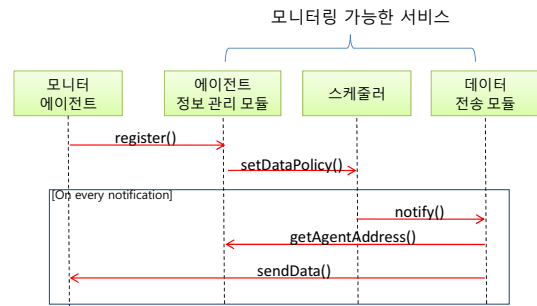 모니터링 가능한 서비스
모니터
에이전트
에이전트
정보 관리 모듈
스케줄러
데이터
전송 모듈
register()
setDataPolicy()
[On every notification]
notify()
getAgentAddress()
sendData()